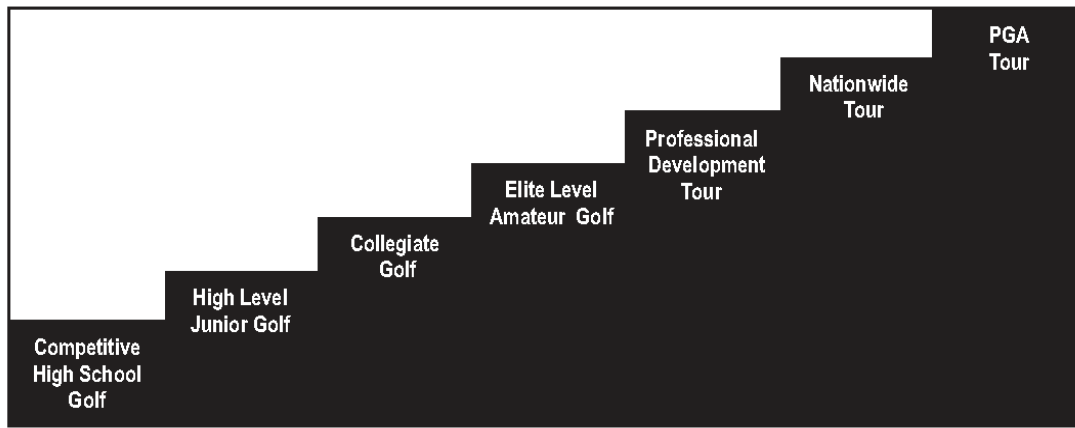 PGA
Tour
Nationwide
Tour
Professional
Development
Tour
Elite Level
Amateur Golf
Collegiate
Golf
High Level
Junior Golf
Competitive
High School
Golf